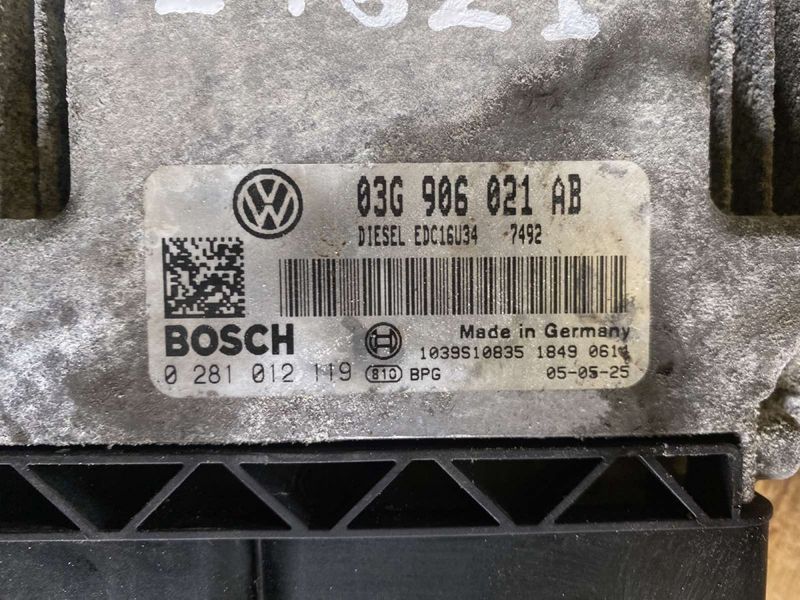 03G 906 021 AB
DIESEL EDC16U34 7492
BOSCH
Made in Germany
1039S10835 1849
0 281 012 119 810 BPG 05-05-25